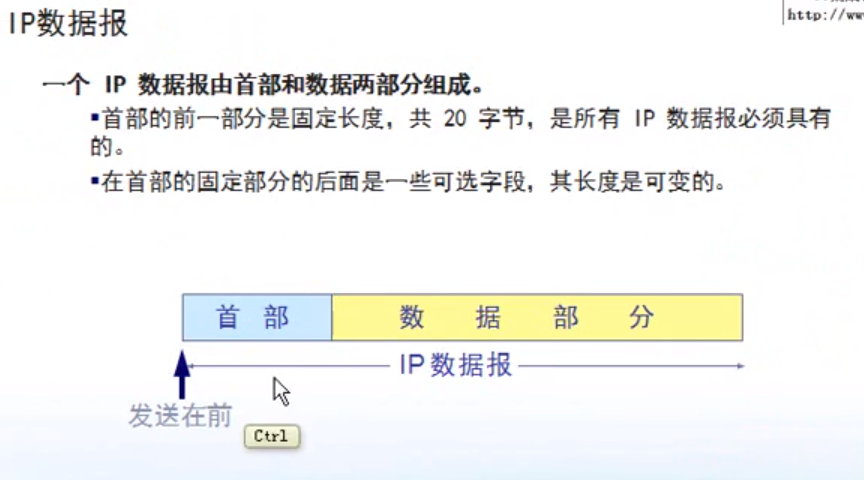 http://ww
IP数据报
一个 IP 数据报由首部和数据两部分组成。
▪首部的前一部分是固定长度，共 20 字节，是所有 IP 数据报必须具有
的。
▪在首部的固定部分的后面是一些可选字段，其长度是可变的。
首 部 数 据 部 分
IP数据报
发送在前
Ctrl